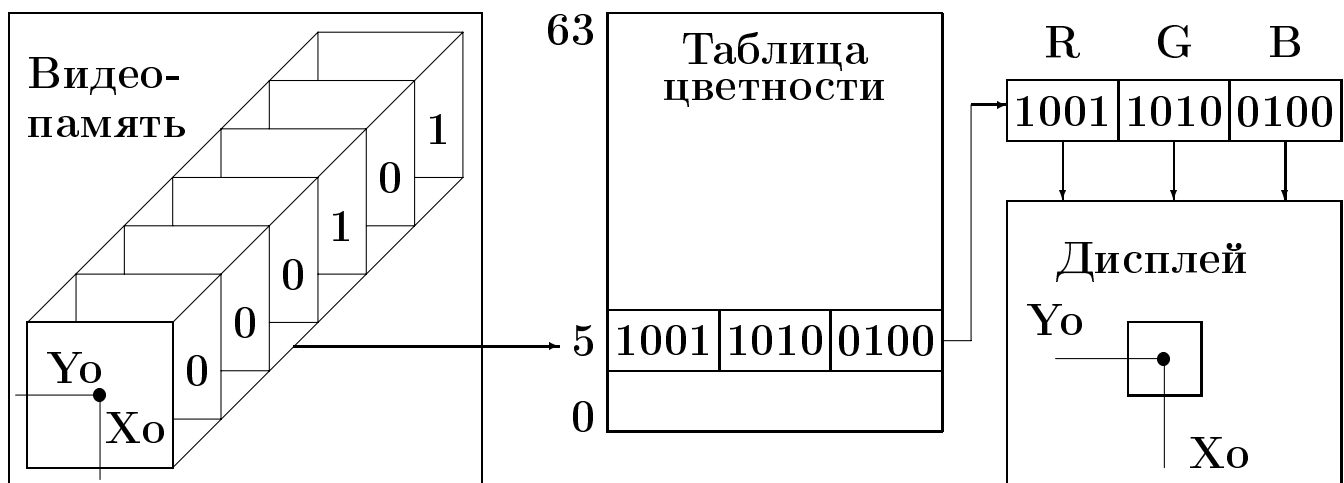 Видео-
память
1
0
1
0
0
0
Yo
Xo
63
Таблица
цветности
5 1001 1010 0100
0
R G B
1001 1010 0100
Дисплей
Yo
Xo